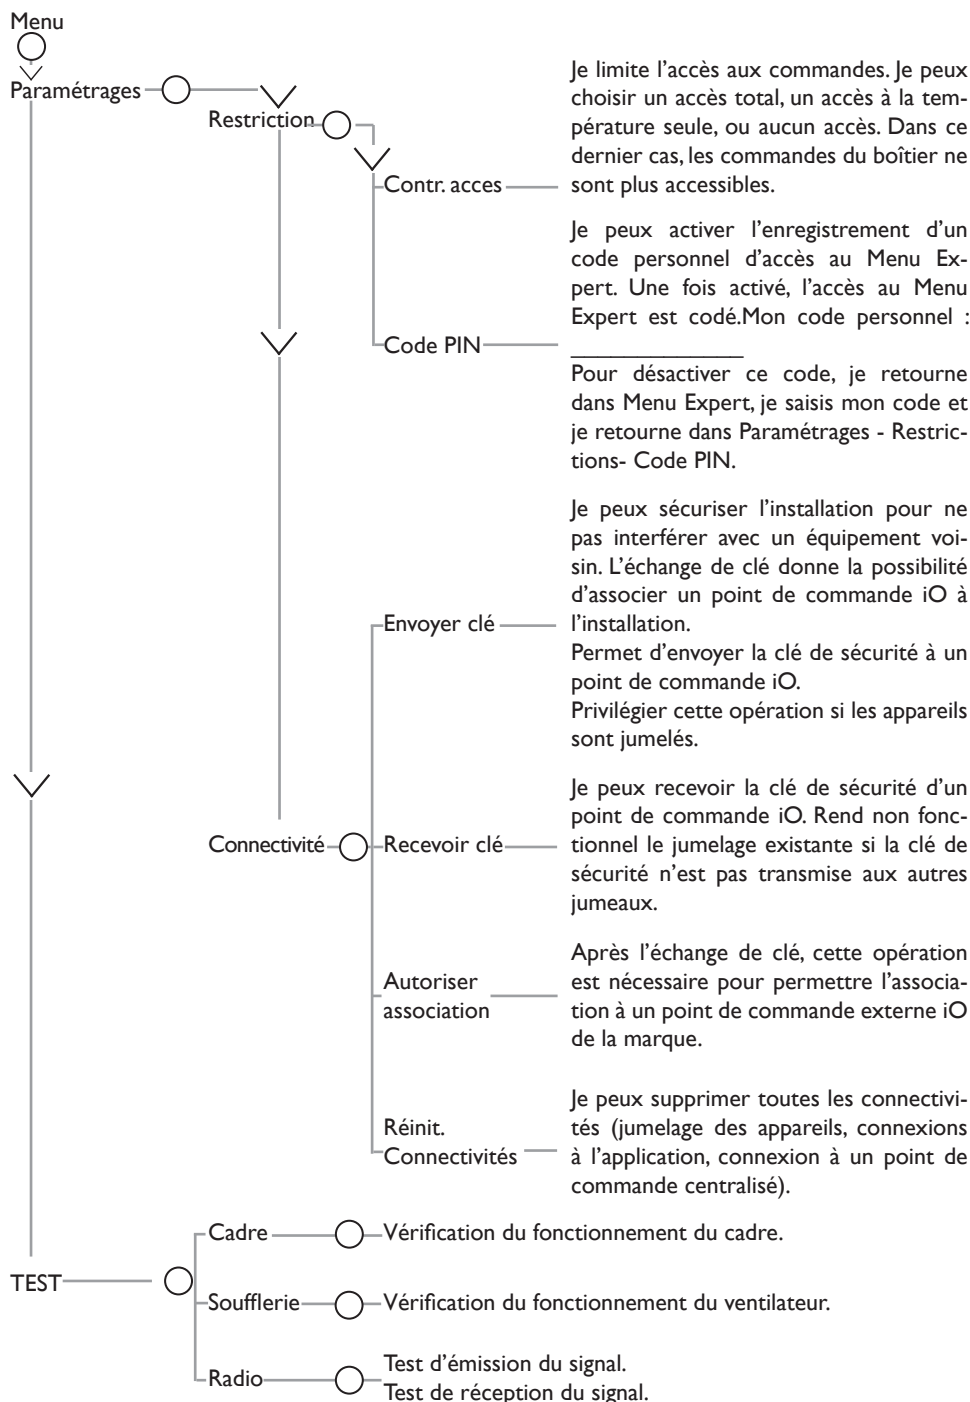 Menu
Paramétrages
Restriction
Contr. acces
Je limite l’accès aux commandes. Je peux
choisir un accès total, un accès à la tem-
pérature seule, ou aucun accès. Dans ce
dernier cas, les commandes du boîtier ne
sont plus accessibles.
Code PIN
Je peux activer l’enregistrement d’un
code personnel d’accès au Menu Ex-
pert. Une fois activé, l’accès au Menu
Expert est codé.Mon code personnel :
_____________
Pour désactiver ce code, je retourne
dans Menu Expert, je saisis mon code et
je retourne dans Paramétrages - Restric-
tions- Code PIN.
Connectivité
Envoyer clé
Je peux sécuriser l’installation pour ne
pas interférer avec un équipement voi-
sin. L’échange de clé donne la possibilité
d’associer un point de commande iO à
l’installation.
Permet d’envoyer la clé de sécurité à un
point de commande iO.
Privilégier cette opération si les appareils
sont jumelés.
Recevoir clé
Je peux recevoir la clé de sécurité d’un
point de commande iO. Rend non fonc-
tionnel le jumelage existante si la clé de
sécurité n’est pas transmise aux autres
jumeaux.
Autoriser
association
Après l’échange de clé, cette opération
est nécessaire pour permettre l’associa-
tion à un point de commande externe iO
de la marque.
Réinit.
Connectivités
Je peux supprimer toutes les connectivi-
tés (jumelage des appareils, connexions
à l’application, connexion à un point de
commande centralisé).
TEST
Cadre
Vérification du fonctionnement du cadre.
Soufflerie
Vérification du fonctionnement du ventilateur.
Radio
Test d’émission du signal.
Test de réception du signal.